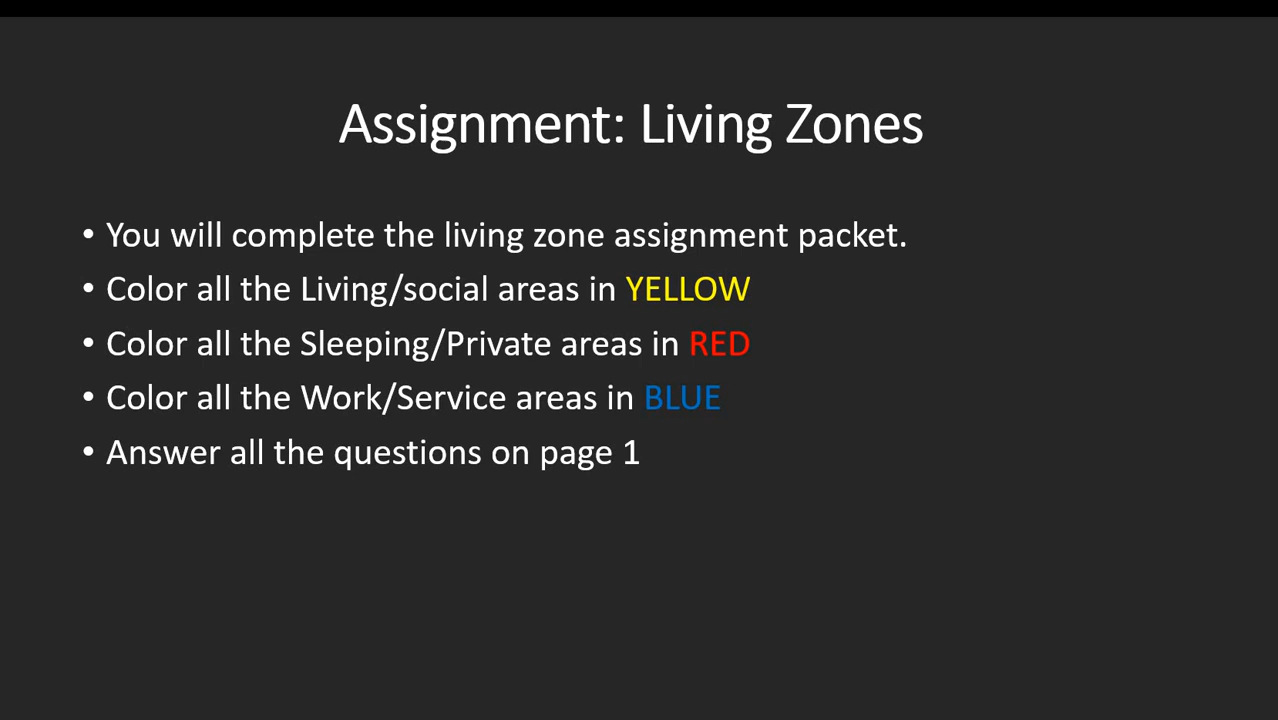 Assignment: Living Zones
• You will complete the living zone assignment packet.
• Color all the Living/social areas in YELLOW
• Color all the Sleeping/Private areas in RED
• Color all the Work/Service areas in BLUE
• Answer all the questions on page 1